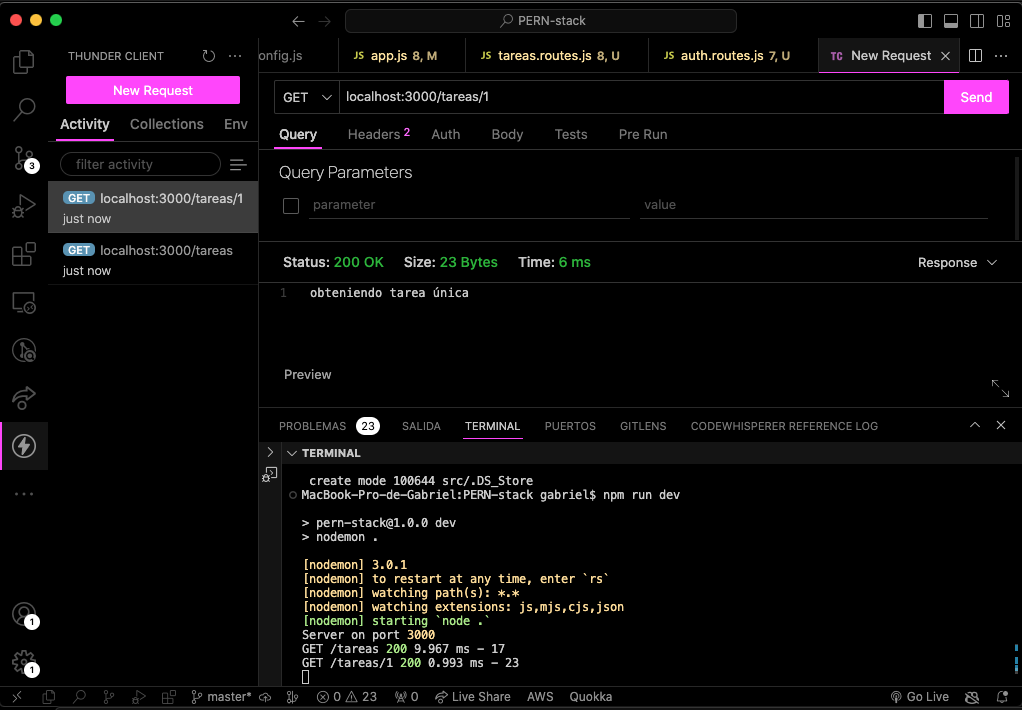 PERN-stack
THUNDER CLIENT
New Request
Activity Collections Env
filter activity
GET localhost:3000/tareas/1
just now
GET localhost:3000/tareas
just now
onfig.js
JS app.js 8, M
JS tareas.routes.js 8, U
JS auth.routes.js 7, U
TC New Request
GET localhost:3000/tareas/1 Send
Query Headers 2 Auth Body Tests Pre Run
Query Parameters
parameter value
Status: 200 OK Size: 23 Bytes Time: 6 ms Response
1 obteniendo tarea única
Preview
PROBLEMAS 23 SALIDA TERMINAL PUERTOS GITLENS CODEWHISPERER REFERENCE LOG
TERMINAL
create mode 100644 src/.DS_Store
MacBook-Pro-de-Gabriel:PERN-stack gabriel$ npm run dev
> pern-stack@1.0.0 dev
> nodemon .
[nodemon] 3.0.1
[nodemon] to restart at any time, enter `rs`
[nodemon] watching path(s): *.*
[nodemon] watching extensions: js,mjs,cjs,json
[nodemon] starting `node .`
Server on port 3000
GET /tareas 200 9.967 ms - 17
GET /tareas/1 200 0.993 ms - 23
3
1
1
master* 0 23 0 Live Share AWS Quokka Go Live